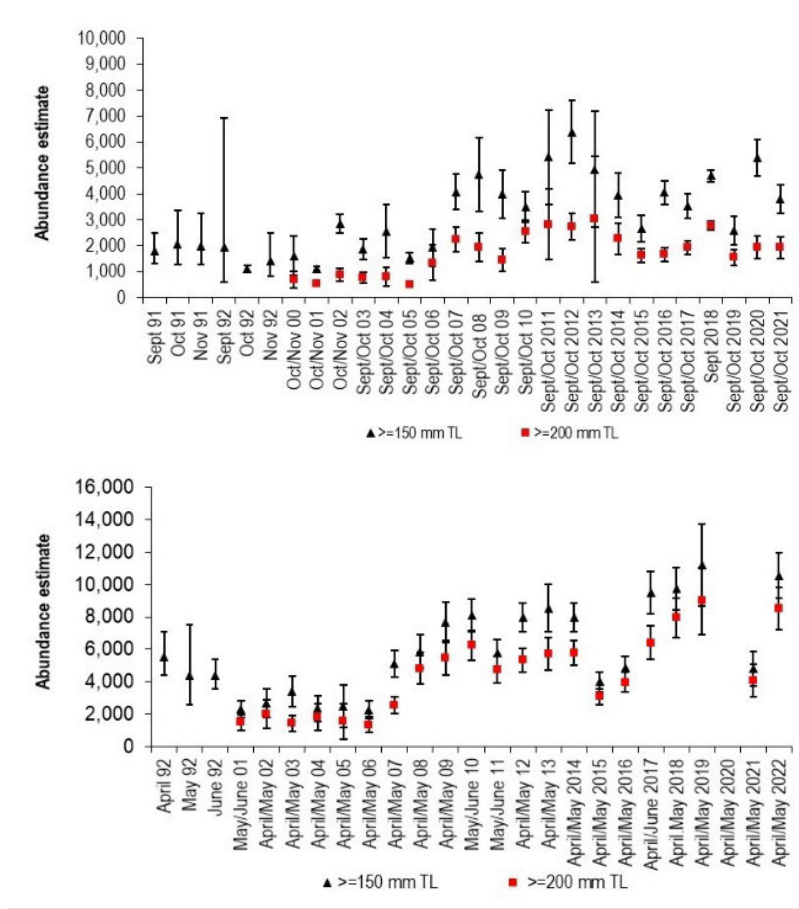 10,000
9,000
8,000
7,000
6,000
5,000
4,000
3,000
2,000
1,000
0
Abundance estimate
Sept 91
Oct 91
Nov 91
Sept 92
Oct 92
Nov 92
Oct/Nov 00
Oct/Nov 01
Oct/Nov 02
Sept/Oct 03
Sept/Oct 04
Sept/Oct 05
Sept/Oct 06
Sept/Oct 07
Sept/Oct 08
Sept/Oct 09
Sept/Oct 10
Sept/Oct 2011
Sept/Oct 2012
Sept/Oct 2013
Sept/Oct 2014
Sept/Oct 2015
Sept/Oct 2016
Sept/Oct 2017
Sept 2018
Sept/Oct 2019
Sept/Oct 2020
Sept/Oct 2021
>=150 mm TL
>=200 mm TL
16,000
14,000
12,000
10,000
8,000
6,000
4,000
2,000
0
Abundance estimate
April 92
May 92
June 92
May/June 01
April/May 02
April/May 03
April/May 04
April/May 05
April/May 06
April/May 07
April/May 08
April/May 09
May/June 10
May/June 11
April/May 12
April/May 13
April/May 2014
April/May 2015
April/May 2016
April/June 2017
April.May 2018
April/May 2019
April/May 2020
April/May 2021
April/May 2022
>=150 mm TL
>=200 mm TL